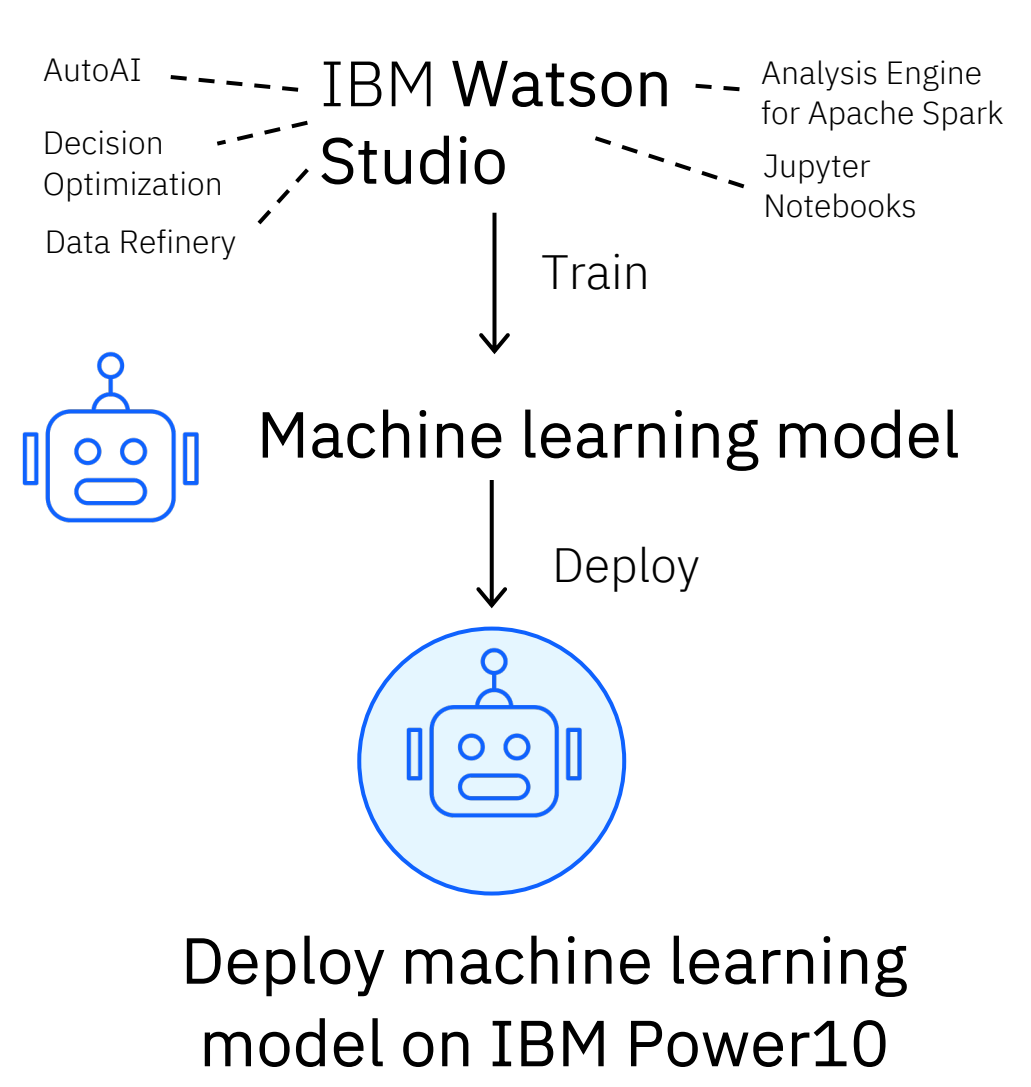 AutoAI
Decision
Optimization
Data Refinery
IBM Watson
Studio
Analysis Engine
for Apache Spark
Jupyter
Notebooks
Train
Machine learning model
Deploy
Deploy machine learning
model on IBM Power10